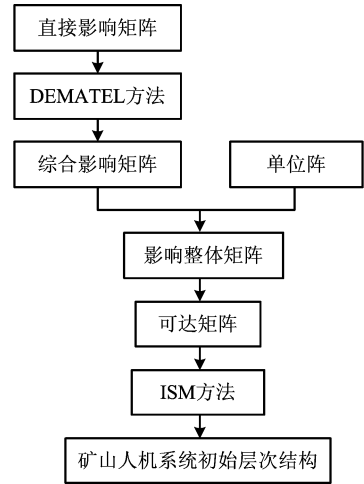 直接影响矩阵
DEMATEL方法
综合影响矩阵
单位阵
影响整体矩阵
可达矩阵
ISM方法
矿山人机系统初始层次结构